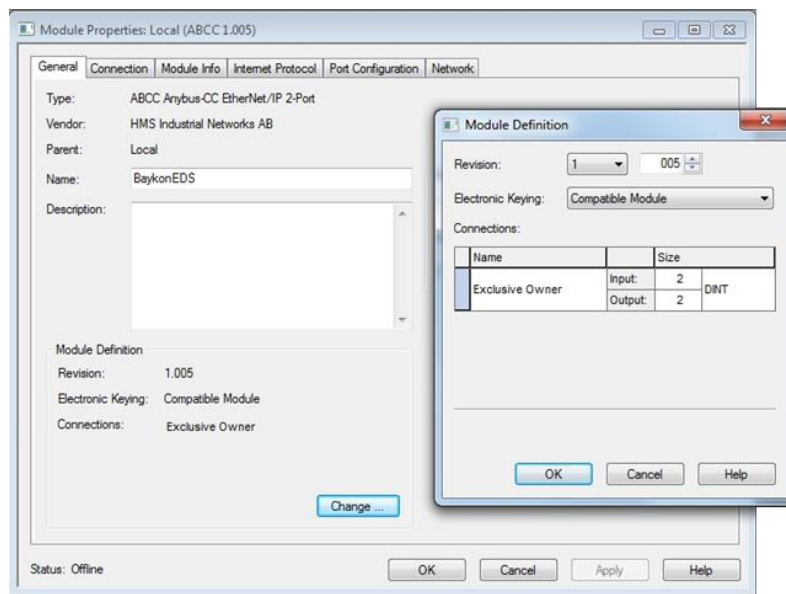 Module Properties: Local (ABCC 1.005)
General Connection Module Info Internet Protocol Port Configuration Network
Type: ABCC Anybus-CC EtherNet/IP 2-Port
Vendor: HMS Industrial Networks AB
Parent: Local
Name: BaykonEDS
Description:
Module Definition
Revision: 1.005
Electronic Keying: Compatible Module
Connections: Exclusive Owner
Change ...
Status: Offline
OK Cancel Apply Help
Module Definition
Revision: 1 005
Electronic Keying: Compatible Module
Connections:
Name Size
Exclusive Owner Input: 2 DINT
Output: 2
OK Cancel Help